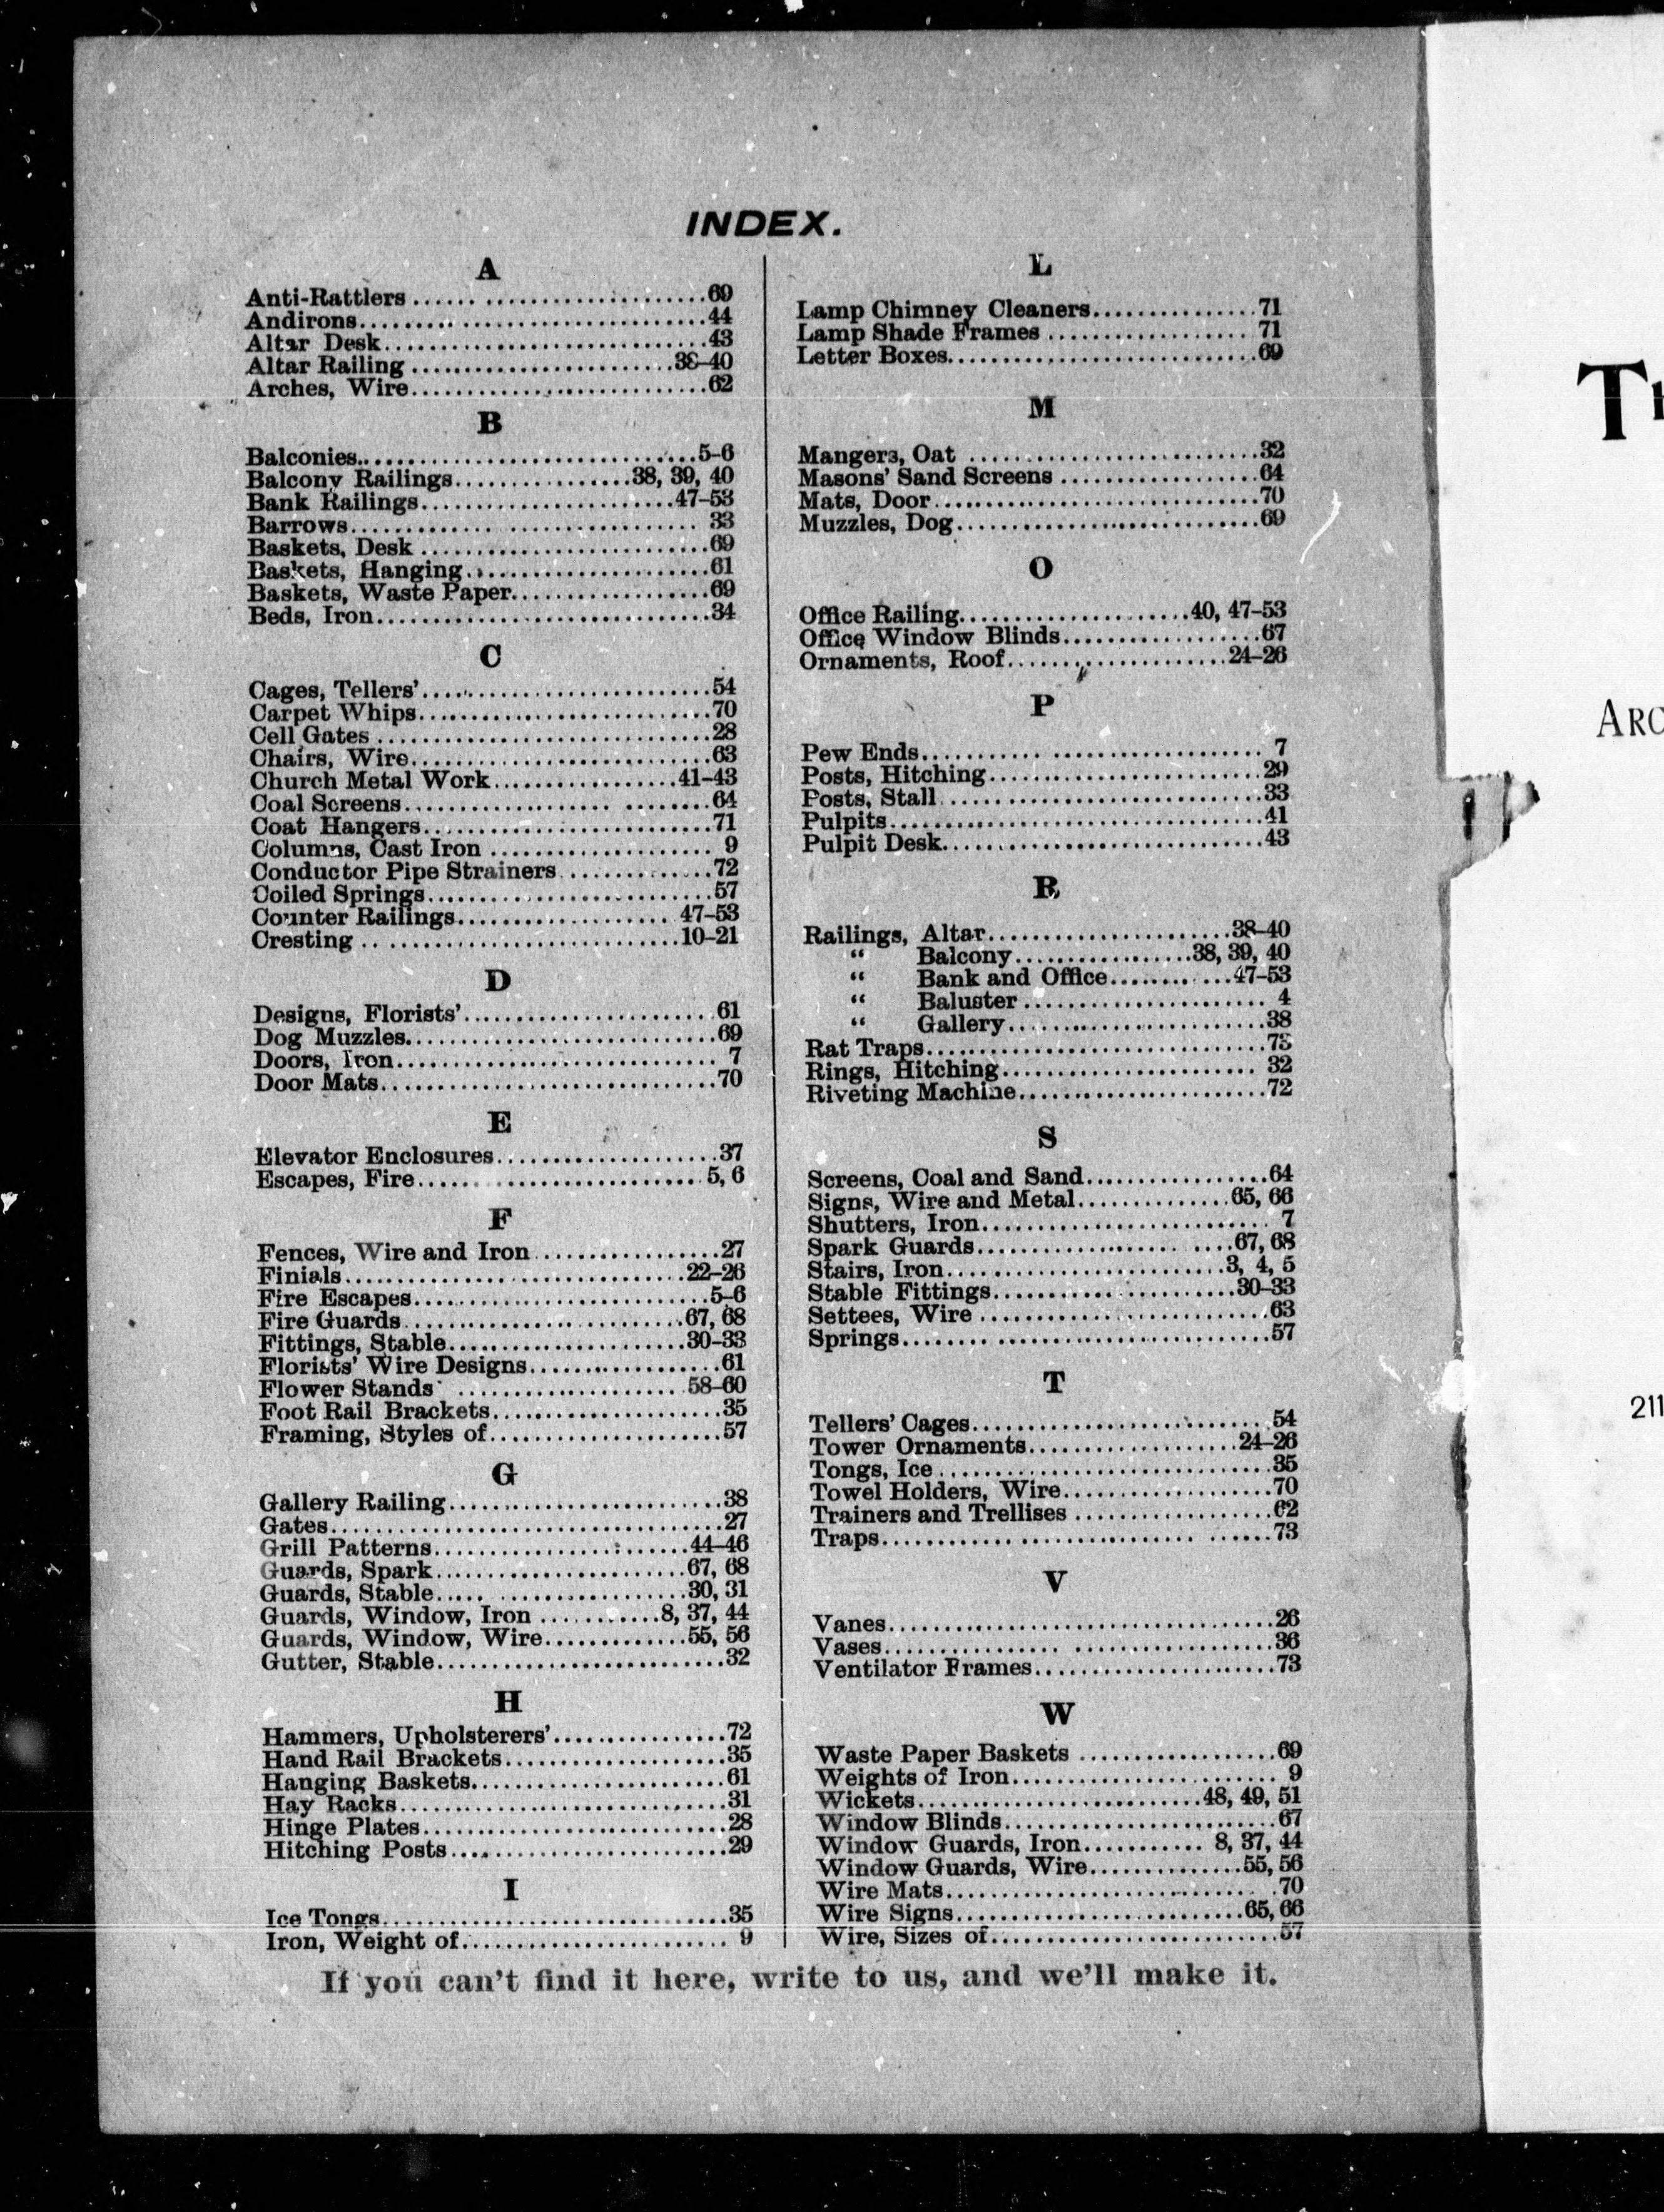 INDEX.
A
Anti-Rattlers ................................69
Andirons................................44
Altar Desk................................43
Altar Railing ........................38-40
Arches, Wire............................62
B
Balconies................................5-6
Balcony Railings.................38, 39, 40
Bank Railings........................47-53
Barrows................................ 33
Baskets, Desk ............................69
Baskets, Hanging........................61
Baskets, Waste Paper...................69
Beds, Iron................................34
C
Cages, Tellers'............................54
Carpet Whips............................70
Cell Gates ................................28
Chairs, Wire............................63
Church Metal Work.................41-43
Coal Screens............................64
Coat Hangers............................71
Columns, Cast Iron ..................... 9
Conductor Pipe Strainers...............72
Coiled Springs............................57
Counter Railings.................... 47-53
Cresting ..............................10-21
D
Designs, Florists'........................61
Dog Muzzles..............................69
Doors, Iron.............................. 7
Door Mats................................70
E
Elevator Enclosures.....................37
Escapes, Fire............................5, 6
F
Fences, Wire and Iron..................27
Finials................................22-26
Fire Escapes............................5-6
Fire Guards..........................67, 68
Fittings, Stable.......................30-33
Florists' Wire Designs..................61
Flower Stands ..................... 58-60
Foot Rail Brackets......................35
Framing, Styles of......................57
G
Gallery Railing..........................38
Gates......................................27
Grill Patterns........................44-46
Guards, Spark........................67, 68
Guards, Stable........................30, 31
Guards, Window, Iron ............8, 37, 44
Guards, Window, Wire..............55, 56
Gutter, Stable............................32
H
Hammers, Upholsterers'................72
Hand Rail Brackets.....................35
Hanging Baskets........................61
Hay Racks................................31
Hinge Plates.............................28
Hitching Posts...........................29
I
Ice Tongs.................................35
Iron, Weight of.......................... 9
L
Lamp Chimney Cleaners................71
Lamp Shade Frames ....................71
Letter Boxes..............................69
M
Mangers, Oat ............................32
Masons' Sand Screens ...................64
Mats, Door................................70
Muzzles, Dog.............................69
O
Office Railing......................40, 47-53
Office Window Blinds...................67
Ornaments, Roof.....................24-26
P
Pew Ends................................. 7
Posts, Hitching..........................29
Posts, Stall...............................33
Pulpits....................................41
Pulpit Desk...............................43
R
Railings, Altar.......................38-40
“ Balcony.................38, 39, 40
“ Bank and Office............47-53
“ Baluster....................... 4
“ Gallery.........................38
Rat Traps.................................73
Rings, Hitching......................... 32
Riveting Machine........................72
S
Screens, Coal and Sand..................64
Signs, Wire and Metal...............65, 66
Shutters, Iron............................ 7
Spark Guards........................67, 68
Stairs, Iron...........................3, 4, 5
Stable Fittings.......................30-33
Settees, Wire ............................63
Springs....................................57
T
Tellers' Cages.............................54
Tower Ornaments....................24-26
Tongs, Ice................................35
Towel Holders, Wire....................70
Trainers and Trellises ...................62
Traps.....................................73
V
Vanes.....................................26
Vases.....................................36
Ventilator Frames.......................73
W
Waste Paper Baskets ...................69
Weights of Iron.......................... 9
Wickets...........................48, 49, 51
Window Blinds..........................67
Window Guards, Iron........... 8, 37, 44
Window Guards, Wire...............55, 56
Wire Mats................................70
Wire Signs...........................65, 66
Wire, Sizes of............................57
If you can't find it here, write to us, and we'll make it.
211